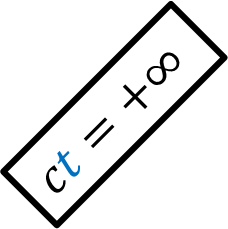 ct = +∞